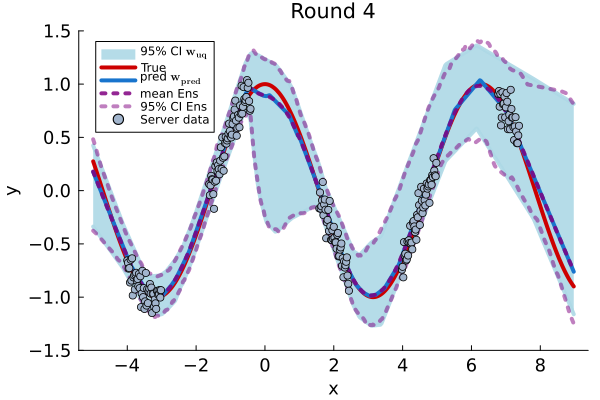 Round 4
95% CI w_uq
True
pred w_pred
mean Ens
95% CI Ens
Server data
y
1.5
1.0
0.5
0.0
−0.5
−1.0
−1.5
−4 −2 0 2 4 6 8
x